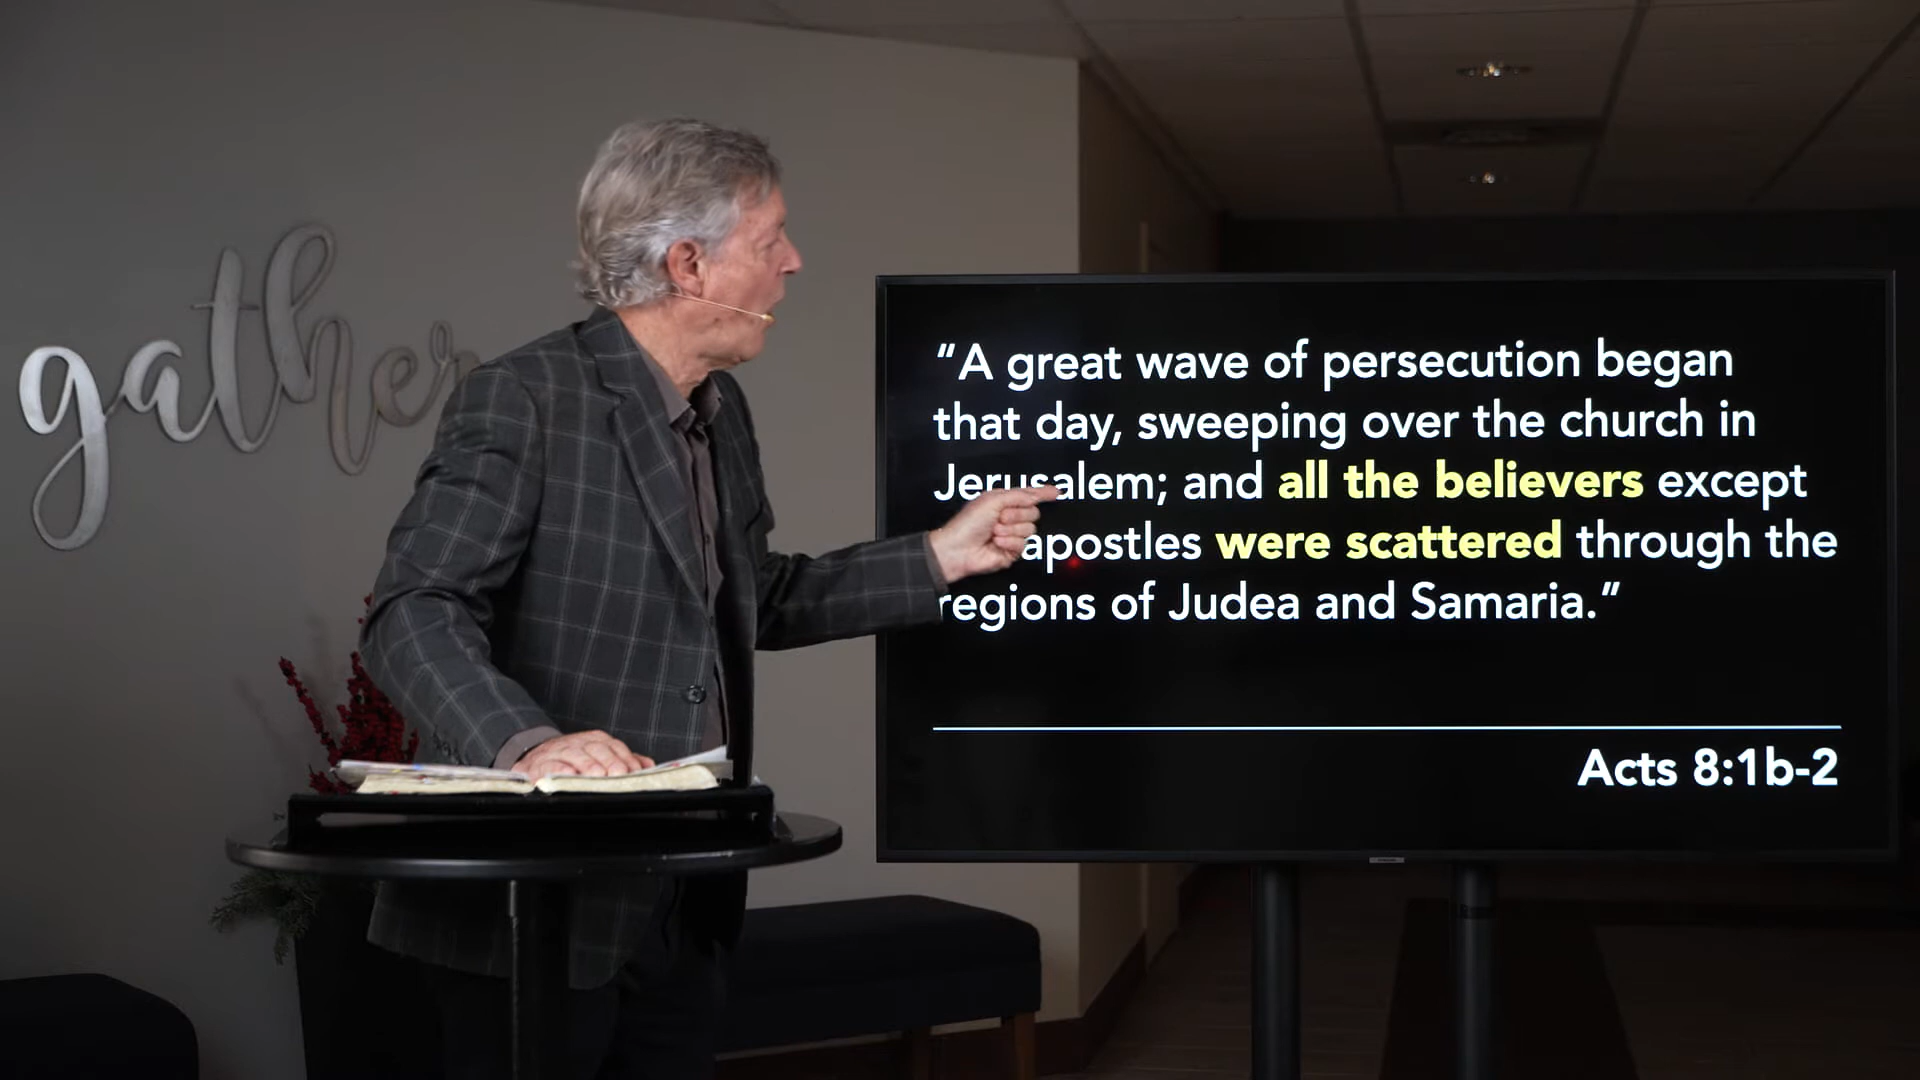 gather
“A great wave of persecution began
that day, sweeping over the church in
Jerusalem; and all the believers except
apostles were scattered through the
regions of Judea and Samaria.”
Acts 8:1b-2